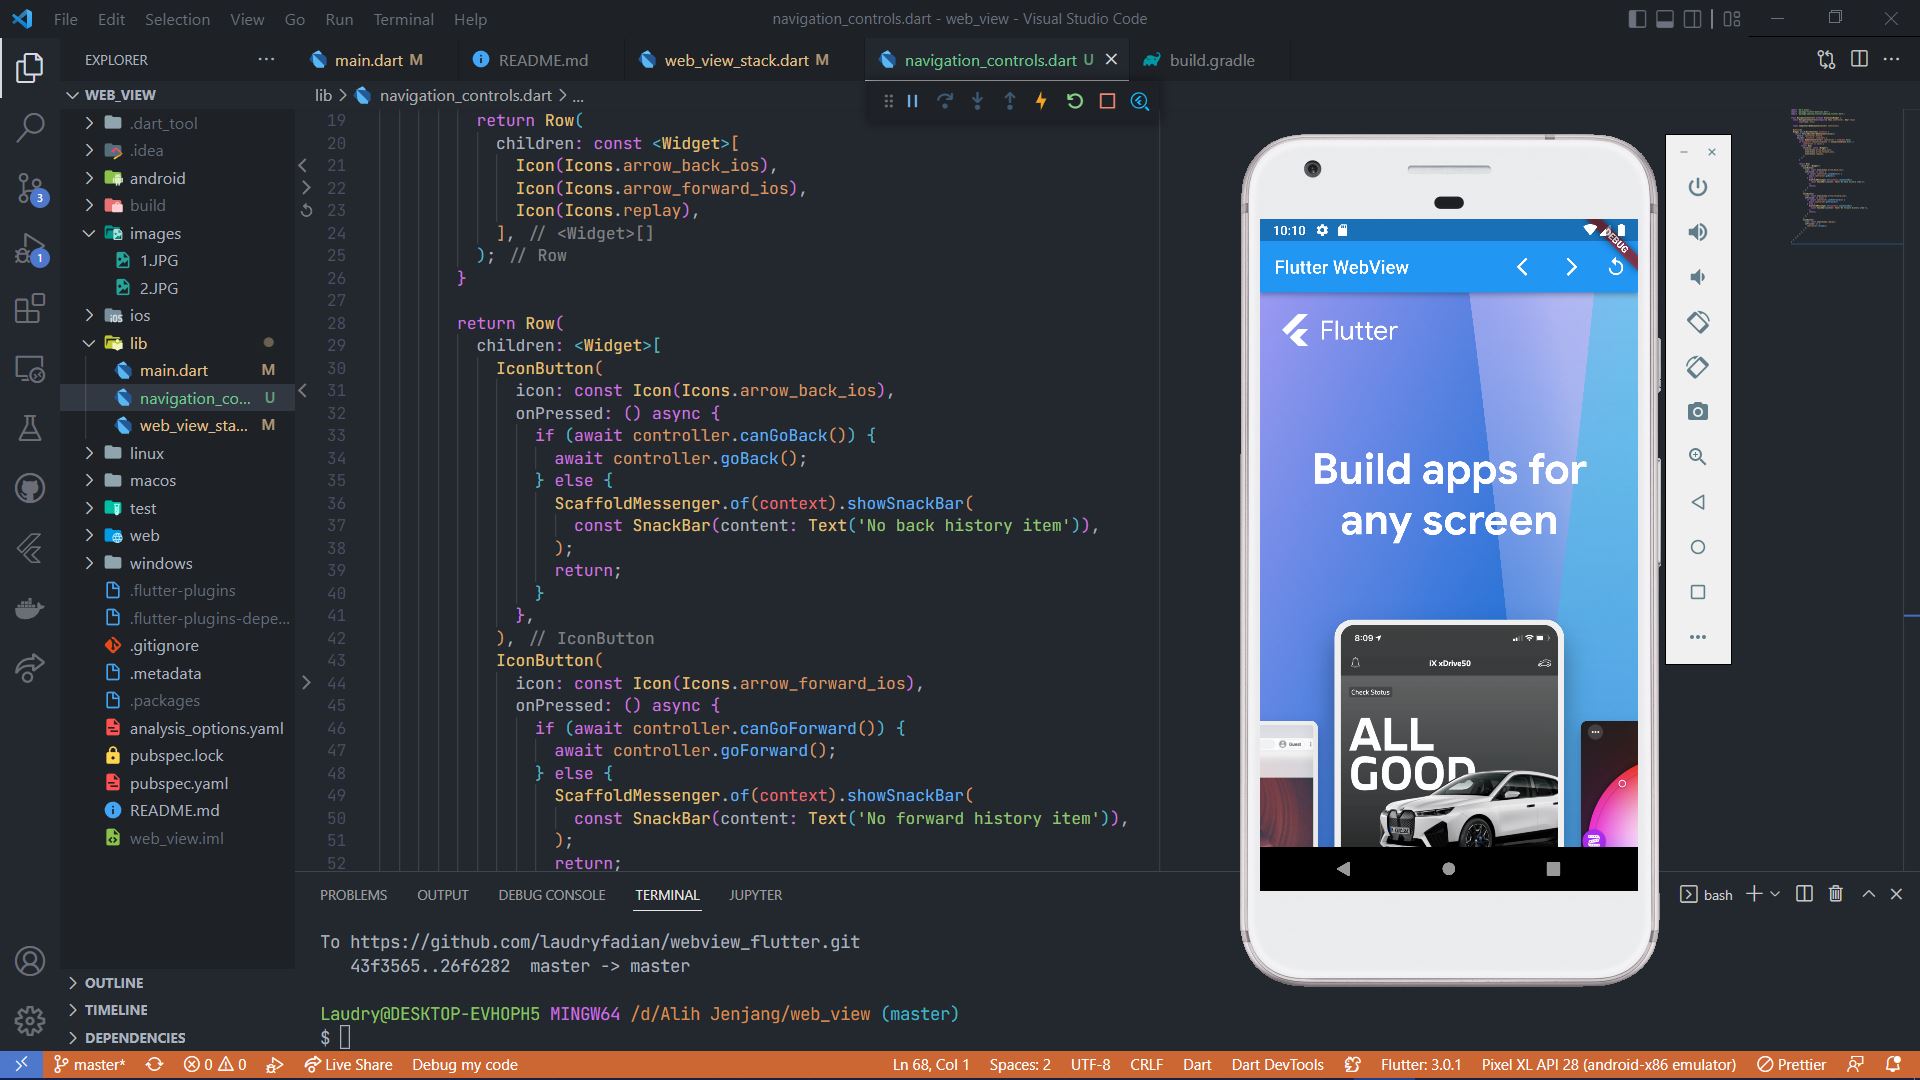 File Edit Selection View Go Run Terminal Help
navigation_controls.dart - web_view - Visual Studio Code
EXPLORER
main.dart M
README.md
web_view_stack.dart M
navigation_controls.dart U
build.gradle
WEB_VIEW
lib > navigation_controls.dart > ...
.dart_tool
.idea
android
build
images
1.JPG
2.JPG
ios
lib
main.dart M
navigation_co... U
web_view_sta... M
linux
macos
test
web
windows
.flutter-plugins
.flutter-plugins-depe...
.gitignore
.metadata
.packages
analysis_options.yaml
pubspec.lock
pubspec.yaml
README.md
web_view.iml
OUTLINE
TIMELINE
DEPENDENCIES
3
1
19 return Row(
20 children: const <Widget>[
21 Icon(Icons.arrow_back_ios),
22 Icon(Icons.arrow_forward_ios),
23 Icon(Icons.replay),
24 ], // <Widget>[]
25 ); // Row
26 }
27
28 return Row(
29 children: <Widget>[
30 IconButton(
31 icon: const Icon(Icons.arrow_back_ios),
32 onPressed: () async {
33 if (await controller.canGoBack()) {
34 await controller.goBack();
35 } else {
36 ScaffoldMessenger.of(context).showSnackBar(
37 const SnackBar(content: Text('No back history item')),
38 );
39 return;
40 }
41 },
42 ), // IconButton
43 IconButton(
44 icon: const Icon(Icons.arrow_forward_ios),
45 onPressed: () async {
46 if (await controller.canGoForward()) {
47 await controller.goForward();
48 } else {
49 ScaffoldMessenger.of(context).showSnackBar(
50 const SnackBar(content: Text('No forward history item')),
51 );
52 return;
10:10
DEBUG
Flutter WebView
Flutter
Build apps for
any screen
8:09
iX xDrive50
Check Status
ALL
GOOD
Guest
PROBLEMS OUTPUT DEBUG CONSOLE TERMINAL JUPYTER
bash
To https://github.com/laudryfadian/webview_flutter.git
43f3565..26f6282 master -> master
Laudry@DESKTOP-EVHOPH5 MINGW64 /d/Alih Jenjang/web_view (master)
$
master* 0 0 Live Share Debug my code
Ln 68, Col 1 Spaces: 2 UTF-8 CRLF Dart Dart DevTools Flutter: 3.0.1 Pixel XL API 28 (android-x86 emulator) Prettier